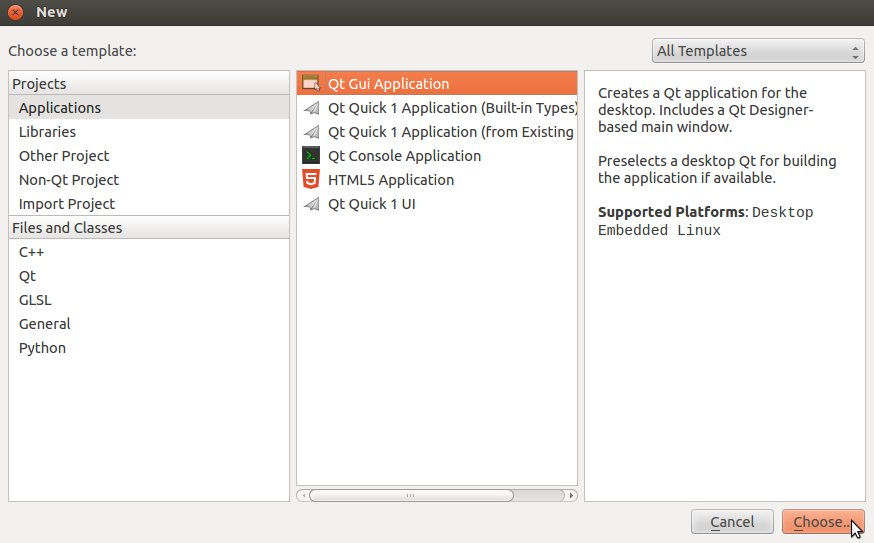 New
Choose a template:
All Templates
Projects
Applications
Libraries
Other Project
Non-Qt Project
Import Project
Files and Classes
C++
Qt
GLSL
General
Python
Qt Gui Application
Qt Quick 1 Application (Built-in Types)
Qt Quick 1 Application (from Existing
Qt Console Application
HTML5 Application
Qt Quick 1 UI
Creates a Qt application for the
desktop. Includes a Qt Designer-
based main window.
Preselects a desktop Qt for building
the application if available.
Supported Platforms: Desktop
Embedded Linux
Cancel
Choose...